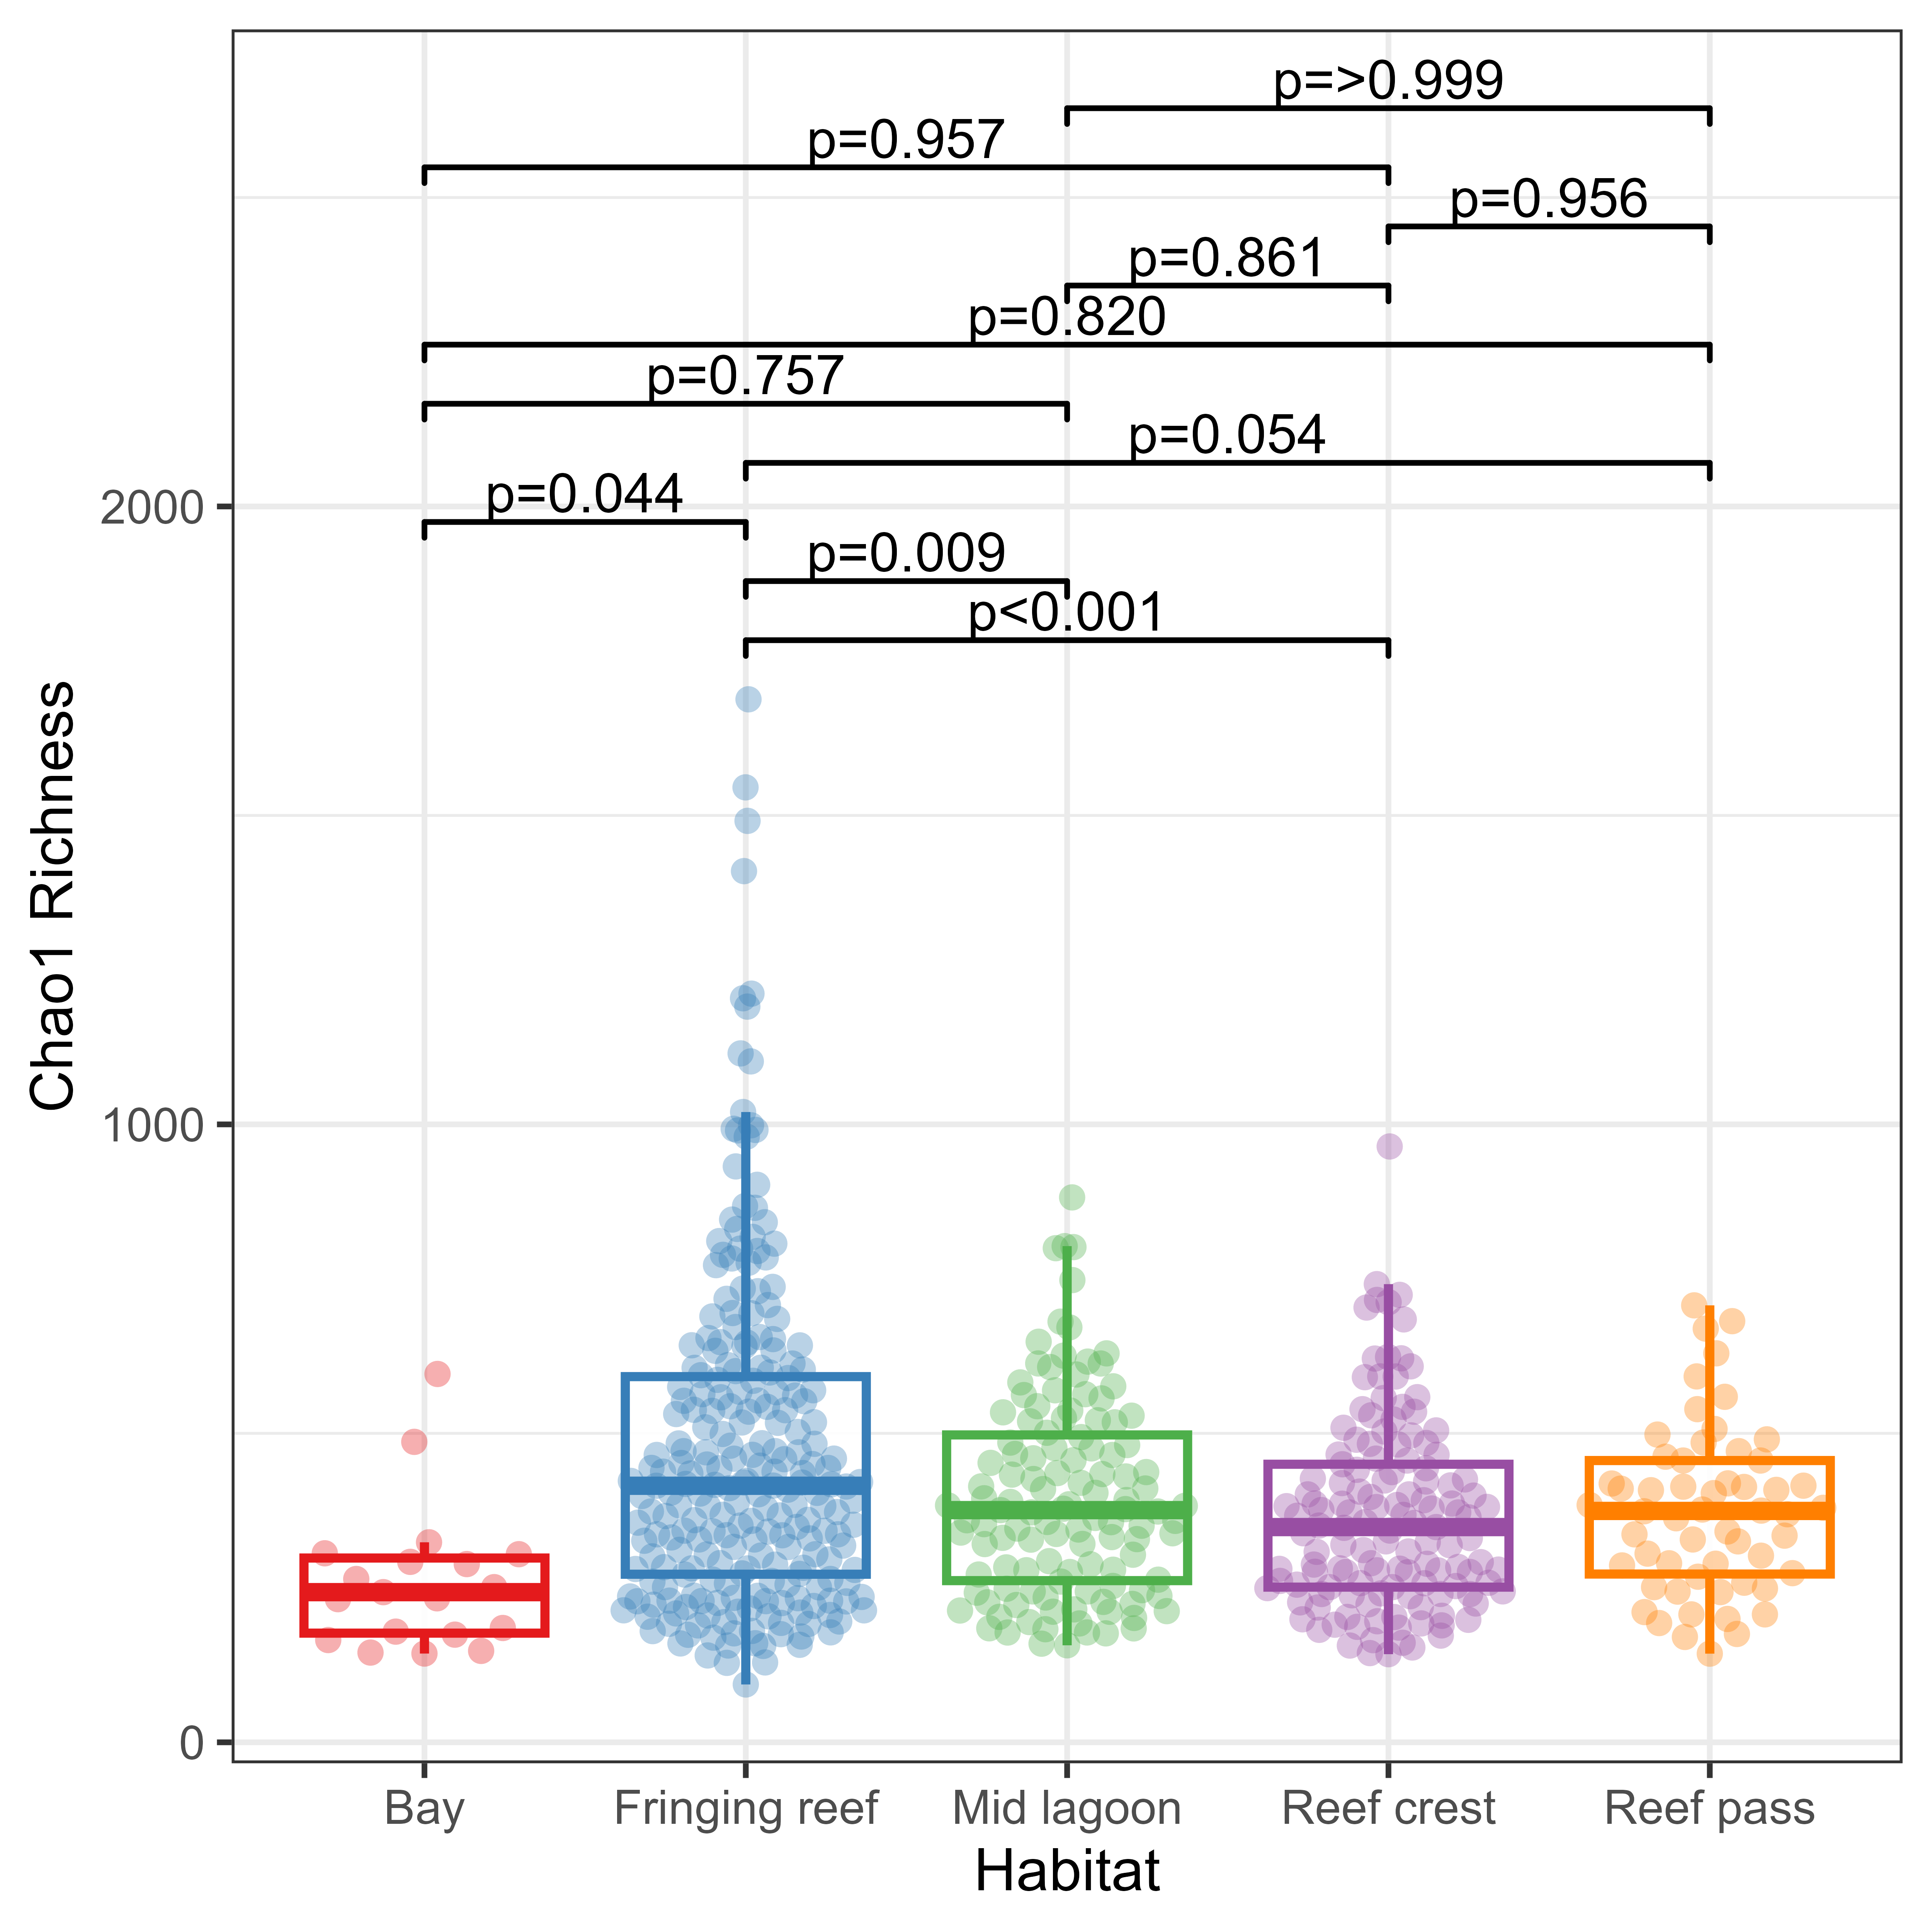 p=>0.999
p=0.957
p=0.956
p=0.861
p=0.820
p=0.757
p=0.054
p=0.044
p=0.009
p<0.001
2000
1000
0
Chao1 Richness
Bay
Fringing reef
Mid lagoon
Reef crest
Reef pass
Habitat